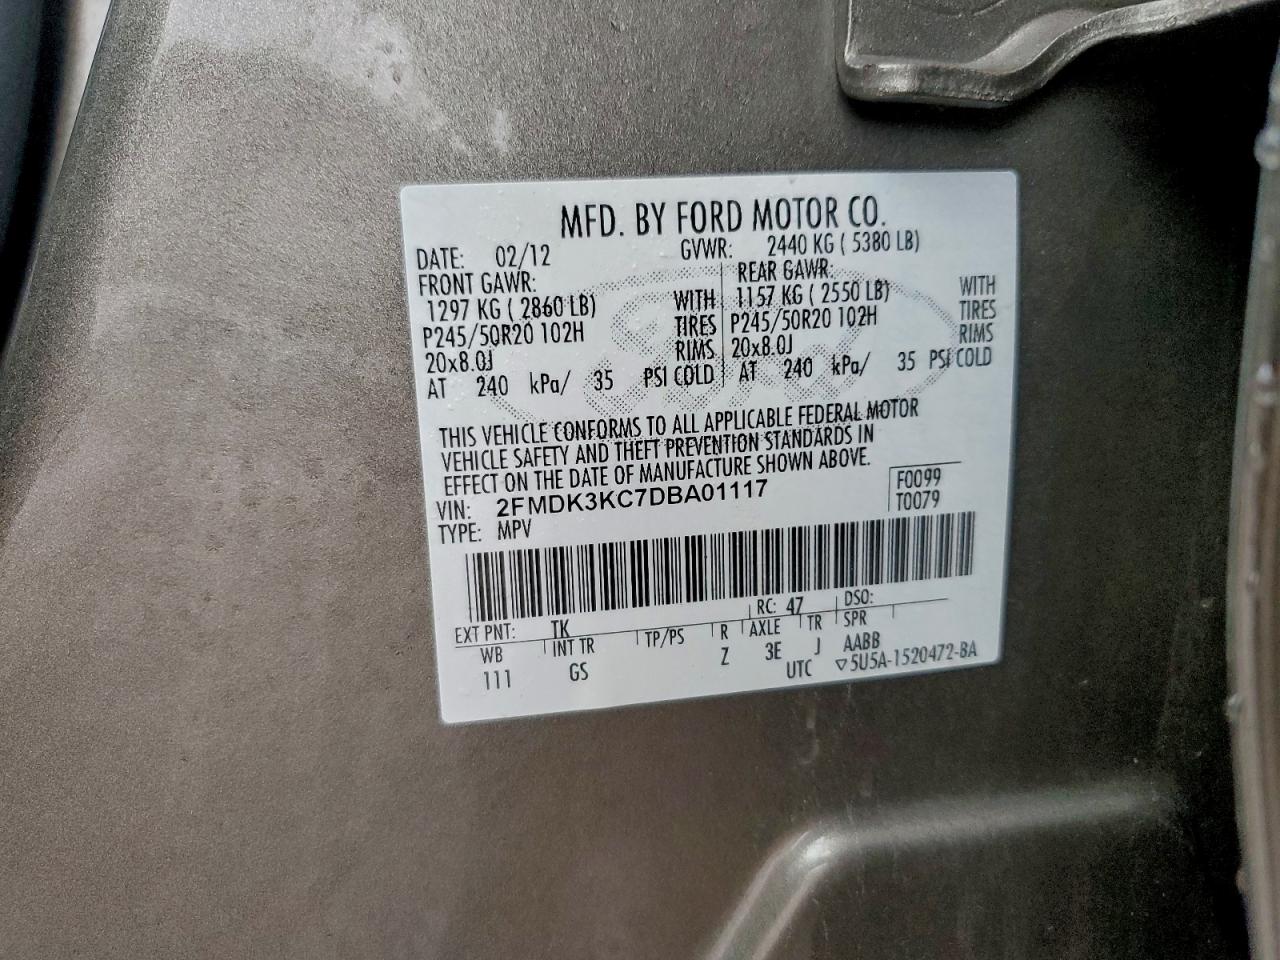 MFD. BY FORD MOTOR CO.
DATE: 02/12 GVWR: 2440 KG ( 5380 LB)
FRONT GAWR: REAR GAWR:
1297 KG ( 2860 LB) WITH 1157 KG ( 2550 LB) WITH
P245/50R20 102H TIRES P245/50R20 102H TIRES
20x8.0J RIMS 20x8.0J RIMS
AT 240 kPa/ 35 PSI COLD AT 240 kPa/ 35 PSI COLD
THIS VEHICLE CONFORMS TO ALL APPLICABLE FEDERAL MOTOR
VEHICLE SAFETY AND THEFT PREVENTION STANDARDS IN
EFFECT ON THE DATE OF MANUFACTURE SHOWN ABOVE.
VIN: 2FMDK3KC7DBA01117 F0099
TYPE: MPV T0079
EXT PNT: TK RC: 47 DSO:
WB INT TR TP/PS R AXLE TR SPR
111 GS Z 3E J AABB
UTC ▽5U5A-1520472-BA